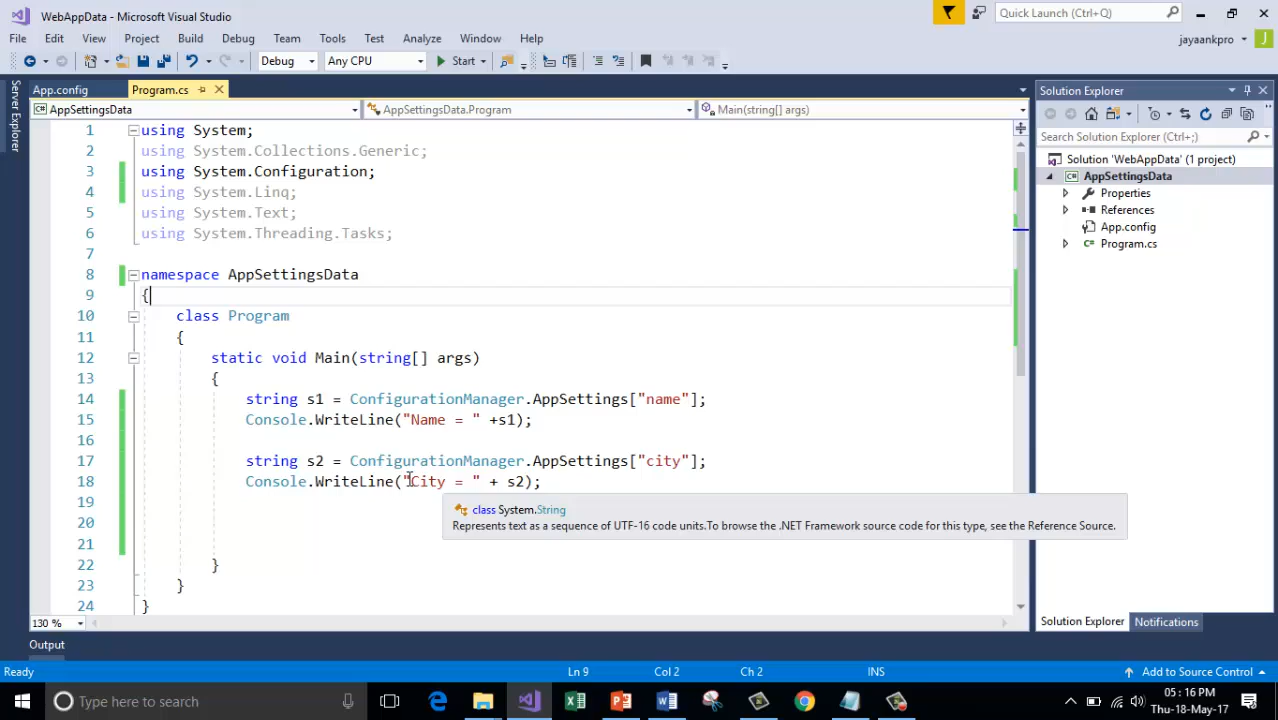 WebAppData - Microsoft Visual Studio
Quick Launch (Ctrl+Q)
File Edit View Project Build Debug Team Tools Test Analyze Window Help
jayaankpro J
Debug Any CPU Start
Server Explorer
App.config Program.cs
AppSettingsData AppSettingsData.Program Main(string[] args)
1 using System;
2 using System.Collections.Generic;
3 using System.Configuration;
4 using System.Linq;
5 using System.Text;
6 using System.Threading.Tasks;
7
8 namespace AppSettingsData
9 {
10 class Program
11 {
12 static void Main(string[] args)
13 {
14 string s1 = ConfigurationManager.AppSettings["name"];
15 Console.WriteLine("Name = " +s1);
16
17 string s2 = ConfigurationManager.AppSettings["city"];
18 Console.WriteLine("City = " + s2);
19
class System.String
Represents text as a sequence of UTF-16 code units.To browse the .NET Framework source code for this type, see the Reference Source.
20
21
22 }
23 }
24 }
130 %
Solution Explorer
Search Solution Explorer (Ctrl+;)
Solution 'WebAppData' (1 project)
AppSettingsData
Properties
References
App.config
Program.cs
Solution Explorer Notifications
Output
Ready Ln 9 Col 2 Ch 2 INS Add to Source Control
Type here to search
05:16 PM
Thu-18-May-17